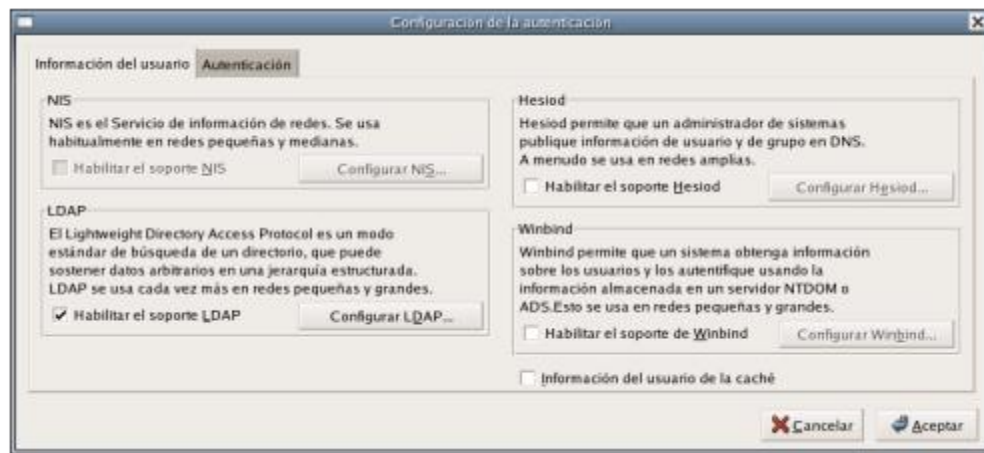 Configuración de la autenticación
Información del usuario
Autenticación
NIS
NIS es el Servicio de información de redes. Se usa
habitualmente en redes pequeñas y medianas.
Habilitar el soporte NIS
Configurar NIS...
LDAP
El Lightweight Directory Access Protocol es un modo
estándar de búsqueda de un directorio, que puede
sostener datos arbitrarios en una jerarquía estructurada.
LDAP se usa cada vez más en redes pequeñas y grandes.
Habilitar el soporte LDAP
Configurar LDAP...
Hesiod
Hesiod permite que un administrador de sistemas
publique información de usuario y de grupo en DNS.
A menudo se usa en redes amplias.
Habilitar el soporte Hesiod
Configurar Hesiod...
Winbind
Winbind permite que un sistema obtenga información
sobre los usuarios y los autentifique usando la
información almacenada en un servidor NTDOM o
ADS.Esto se usa en redes pequeñas y grandes.
Habilitar el soporte de Winbind
Configurar Winbind...
Información del usuario de la caché
Cancelar
Aceptar